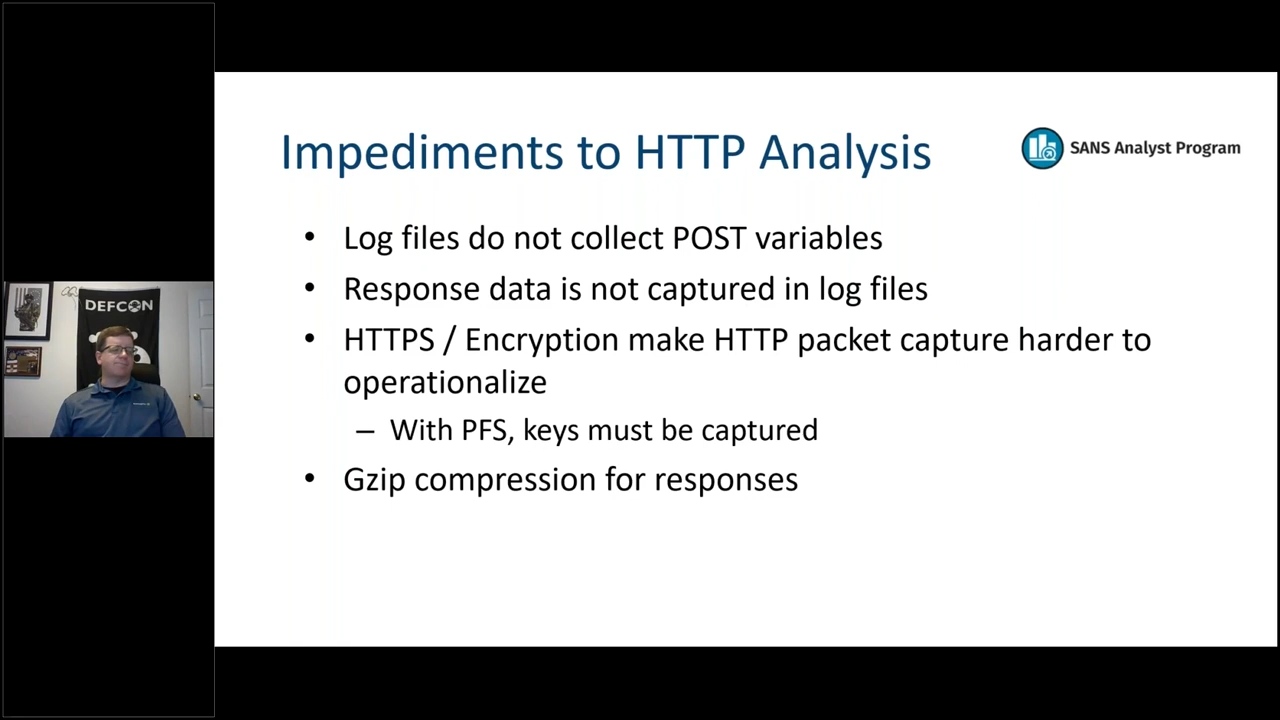 Impediments to HTTP Analysis
SANS Analyst Program
• Log files do not collect POST variables
• Response data is not captured in log files
• HTTPS / Encryption make HTTP packet capture harder to
operationalize
– With PFS, keys must be captured
• Gzip compression for responses
DEFCON